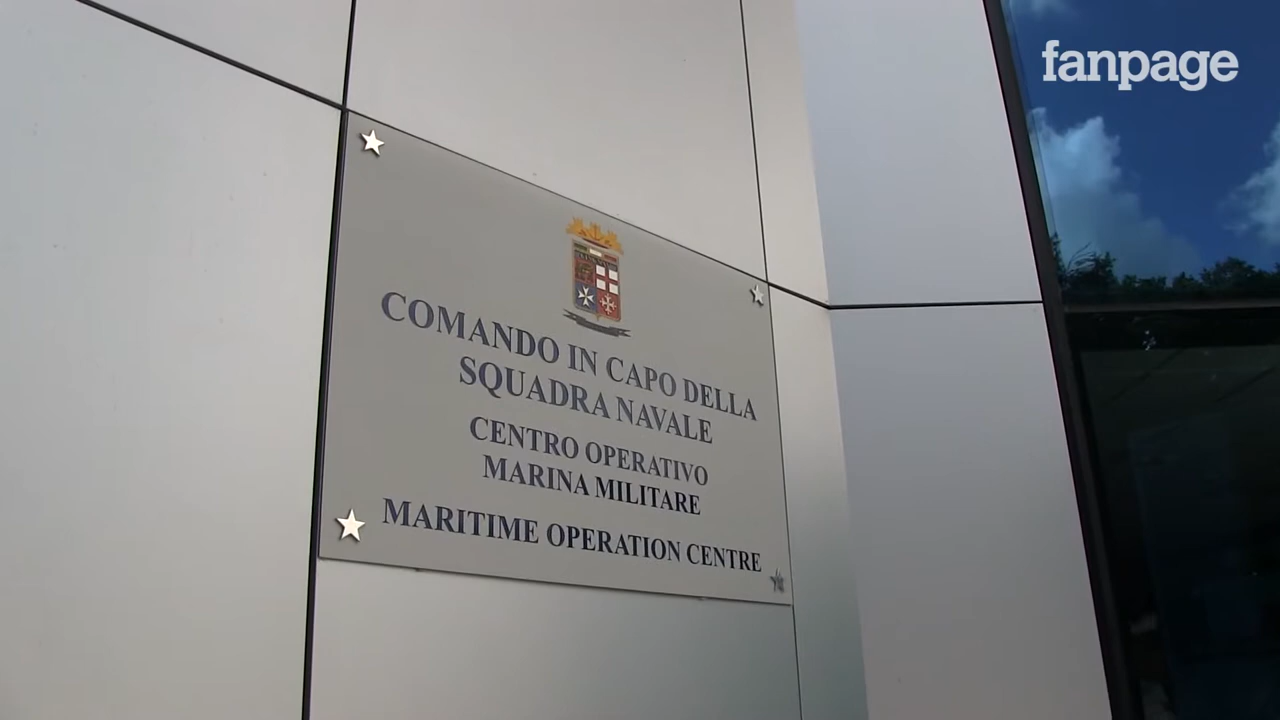 fanpage
COMANDO IN CAPO DELLA
SQUADRA NAVALE
CENTRO OPERATIVO
MARINA MILITARE
MARITIME OPERATION CENTRE